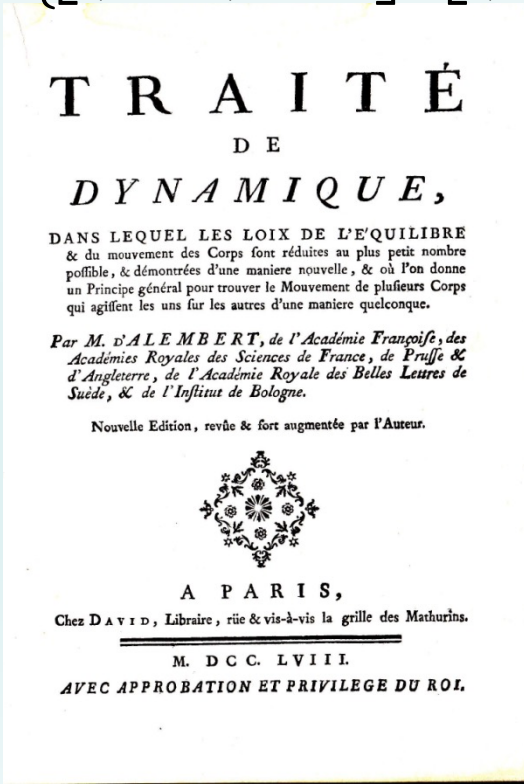 TRAITÉ
DE
DYNAMIQUE,
DANS LEQUEL LES LOIX DE L'E'QUILIBRE
& du mouvement des Corps sont réduites au plus petit nombre
possible, & démontrées d'une maniere nouvelle, & où l'on donne
un Principe général pour trouver le Mouvement de plusieurs Corps
qui agissent les uns sur les autres d'une maniere quelconque.
Par M. D'ALEMBERT, de l'Académie Françoise, des
Académies Royales des Sciences de France, de Prusse &
d'Angleterre, de l'Académie Royale des Belles Lettres de
Suède, & de l'Institut de Bologne.
Nouvelle Edition, revûe & fort augmentée par l'Auteur.
A PARIS,
Chez DAVID, Libraire, rüe & vis-à-vis la grille des Mathurins.
M. DCC. LVIII.
AVEC APPROBATION ET PRIVILEGE DU ROI.